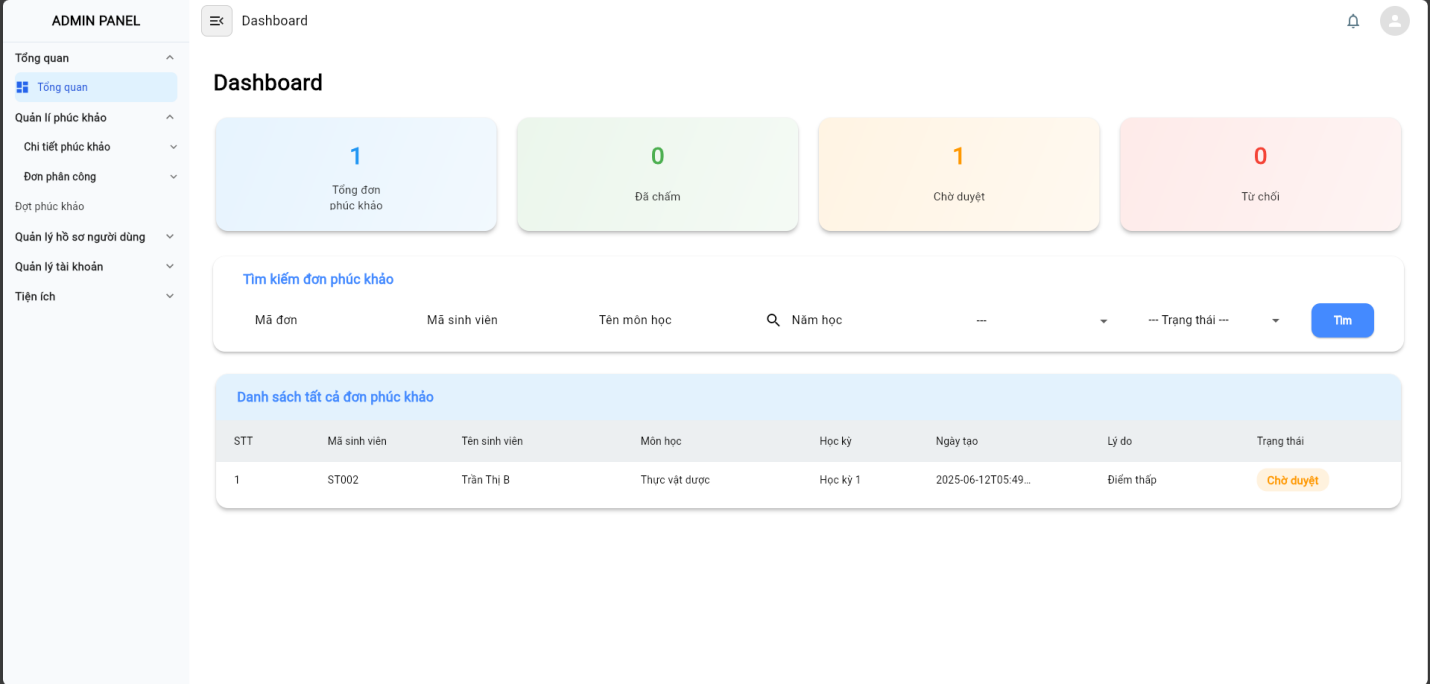 ADMIN PANEL
Dashboard
Tổng quan
Tổng quan
Quản lí phúc khảo
Chi tiết phúc khảo
Đơn phân công
Đợt phúc khảo
Quản lý hồ sơ người dùng
Quản lý tài khoản
Tiện ích
Dashboard
1
Tổng đơn
phúc khảo
0
Đã chấm
1
Chờ duyệt
0
Từ chối
Tìm kiếm đơn phúc khảo
Mã đơn Mã sinh viên Tên môn học Năm học --- --- Trạng thái --- Tìm
Danh sách tất cả đơn phúc khảo
STT Mã sinh viên Tên sinh viên Môn học Học kỳ Ngày tạo Lý do Trạng thái
1 ST002 Trần Thị B Thực vật dược Học kỳ 1 2025-06-12T05:49... Điểm thấp Chờ duyệt